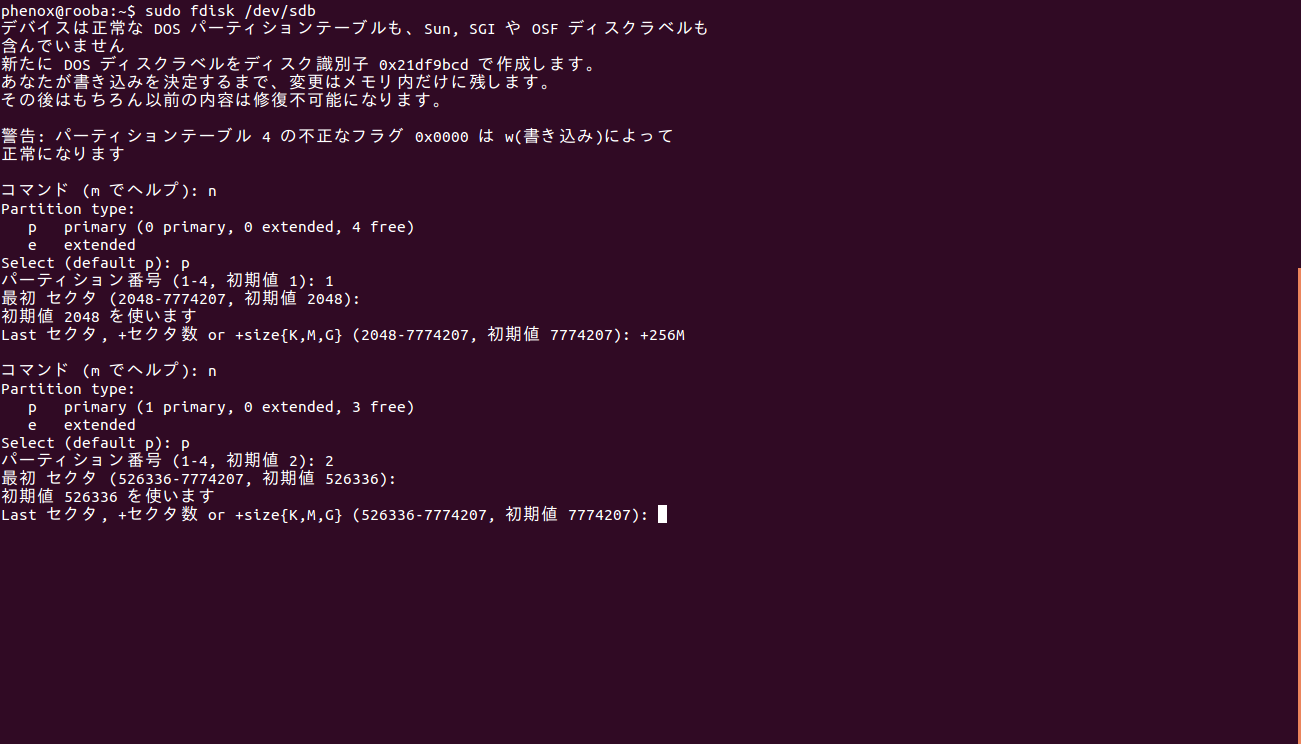 phenox@rooba:~$ sudo fdisk /dev/sdb
デバイスは正常な DOS パーティションテーブルも、Sun, SGI や OSF ディスクラベルも
含んでいません
新たに DOS ディスクラベルをディスク識別子 0x21df9bcd で作成します。
あなたが書き込みを決定するまで、変更はメモリ内だけに残します。
その後はもちろん以前の内容は修復不可能になります。

警告: パーティションテーブル 4 の不正なフラグ 0x0000 は w(書き込み)によって
正常になります

コマンド (m でヘルプ): n
Partition type:
   p   primary (0 primary, 0 extended, 4 free)
   e   extended
Select (default p): p
パーティション番号 (1-4, 初期値 1): 1
最初 セクタ (2048-7774207, 初期値 2048):
初期値 2048 を使います
Last セクタ, +セクタ数 or +size{K,M,G} (2048-7774207, 初期値 7774207): +256M

コマンド (m でヘルプ): n
Partition type:
   p   primary (1 primary, 0 extended, 3 free)
   e   extended
Select (default p): p
パーティション番号 (1-4, 初期値 2): 2
最初 セクタ (526336-7774207, 初期値 526336):
初期値 526336 を使います
Last セクタ, +セクタ数 or +size{K,M,G} (526336-7774207, 初期値 7774207):